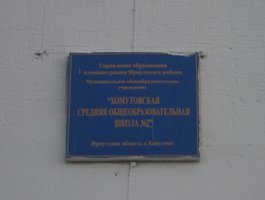 Управление образования
администрации Иркутского района
Муниципальное общеобразовательное
учреждение
"ХОМУТОВСКАЯ
СРЕДНЯЯ ОБЩЕОБРАЗОВАТЕЛЬНАЯ
ШКОЛА №2"
Иркутская область с.Хомутово